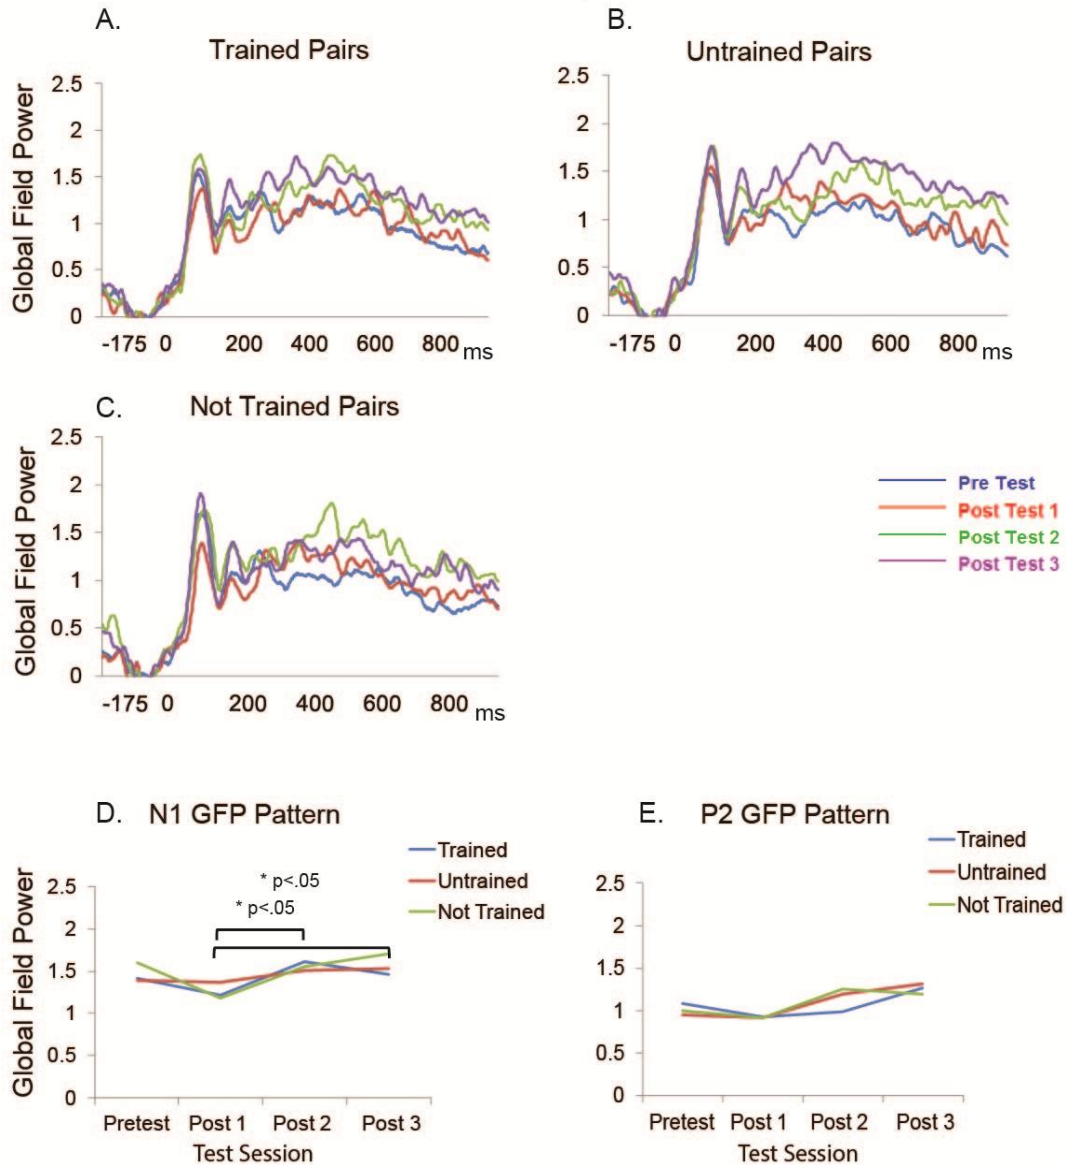 A.
Trained Pairs
Global Field Power
2.5
2
1.5
1
0.5
0
-175 0 200 400 600 800 ms
B.
Untrained Pairs
Global Field Power
2.5
2
1.5
1
0.5
0
-175 0 200 400 600 800 ms
C.
Not Trained Pairs
Global Field Power
2.5
2
1.5
1
0.5
0
-175 0 200 400 600 800 ms
Pre Test
Post Test 1
Post Test 2
Post Test 3
D. N1 GFP Pattern
Trained
Untrained
Not Trained
* p<.05
* p<.05
Global Field Power
2.5
2
1.5
1
0.5
0
Pretest Post 1 Post 2 Post 3
Test Session
E. P2 GFP Pattern
Trained
Untrained
Not Trained
Global Field Power
2.5
2
1.5
1
0.5
0
Pretest Post 1 Post 2 Post 3
Test Session